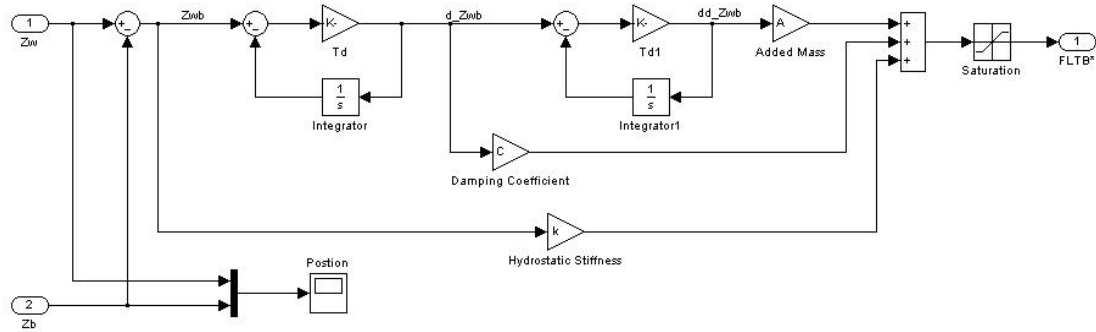 1
Zw
+
−
Zwb
+
−
K-
Td
d_Zwb
+
−
K-
Td1
dd_Zwb
A
Added Mass
+
+
+
Saturation
1
FLTB*
1
s
Integrator
1
s
Integrator1
C
Damping Coefficient
k
Hydrostatic Stiffness
Postion
2
Zb